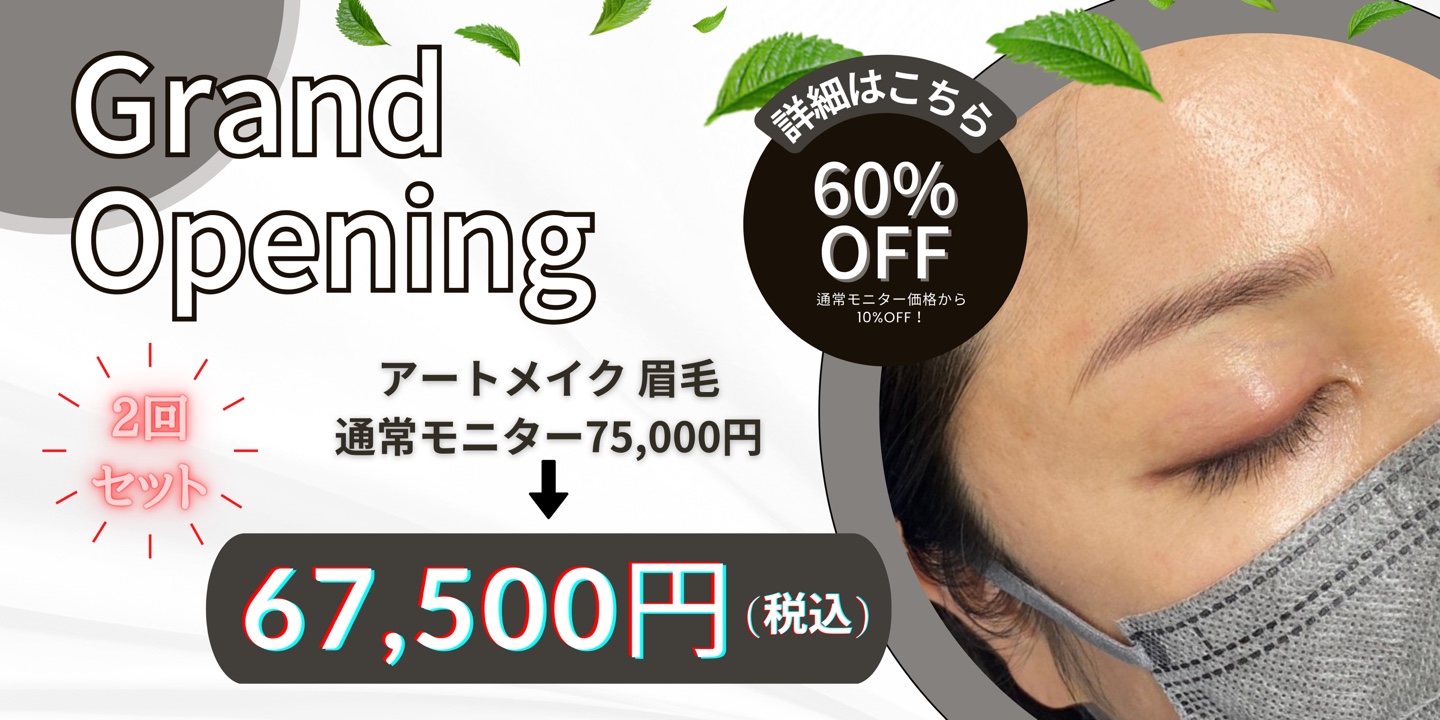 Grand
Opening
詳細はこちら
60%
OFF
通常モニター価格から
10%OFF！
2回
セット
アートメイク 眉毛
通常モニター75,000円
67,500円 (税込)